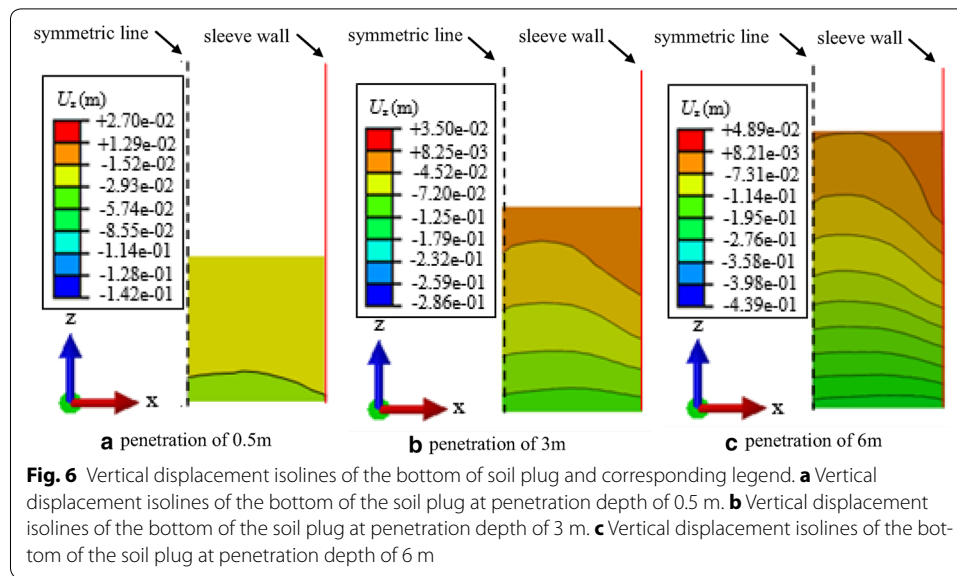 symmetric line
sleeve wall
symmetric line
sleeve wall
symmetric line
sleeve wall
Uz(m)
+2.70e-02
+1.29e-02
-1.52e-02
-2.93e-02
-5.74e-02
-8.55e-02
-1.14e-01
-1.28e-01
-1.42e-01
z
x
a penetration of 0.5m
Uz(m)
+3.50e-02
+8.25e-03
-4.52e-02
-7.20e-02
-1.25e-01
-1.79e-01
-2.32e-01
-2.59e-01
-2.86e-01
z
x
b penetration of 3m
Uz(m)
+4.89e-02
+8.21e-03
-7.31e-02
-1.14e-01
-1.95e-01
-2.76e-01
-3.58e-01
-3.98e-01
-4.39e-01
z
x
c penetration of 6m
Fig. 6 Vertical displacement isolines of the bottom of soil plug and corresponding legend. a Vertical
displacement isolines of the bottom of the soil plug at penetration depth of 0.5 m. b Vertical displacement
isolines of the bottom of the soil plug at penetration depth of 3 m. c Vertical displacement isolines of the bot-
tom of the soil plug at penetration depth of 6 m